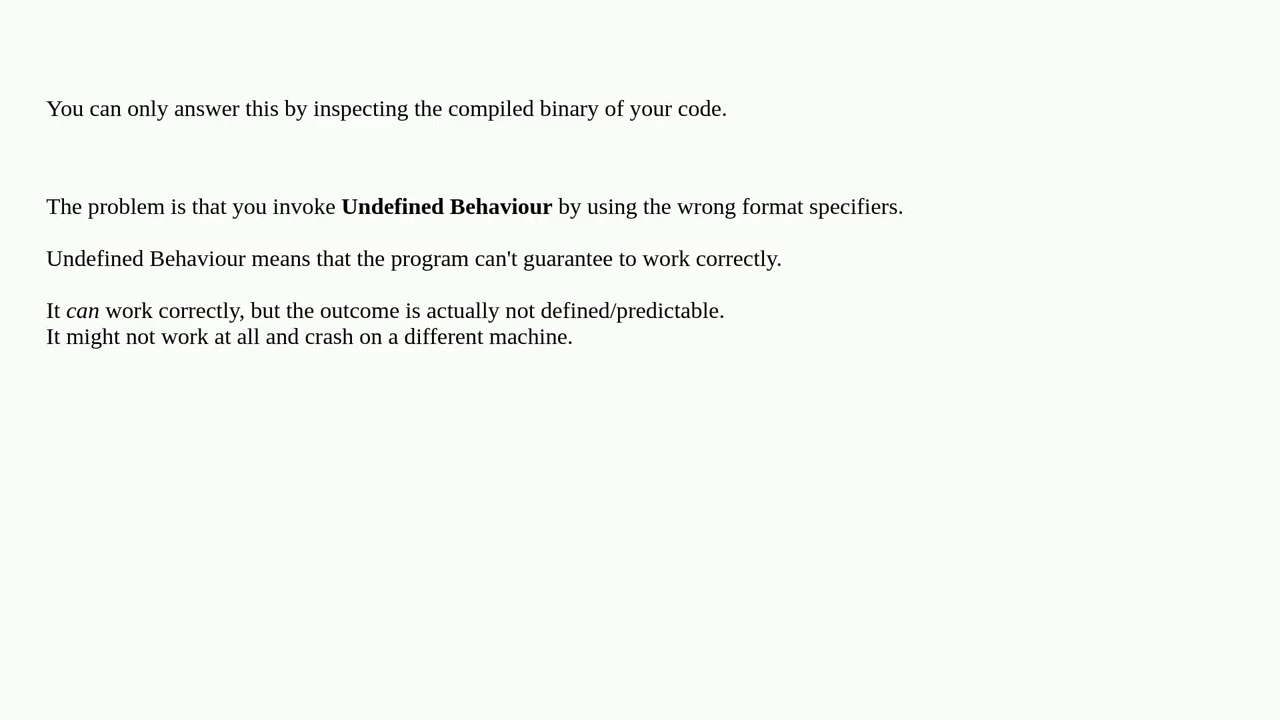 You can only answer this by inspecting the compiled binary of your code.
The problem is that you invoke Undefined Behaviour by using the wrong format specifiers.
Undefined Behaviour means that the program can't guarantee to work correctly.
It can work correctly, but the outcome is actually not defined/predictable.
It might not work at all and crash on a different machine.